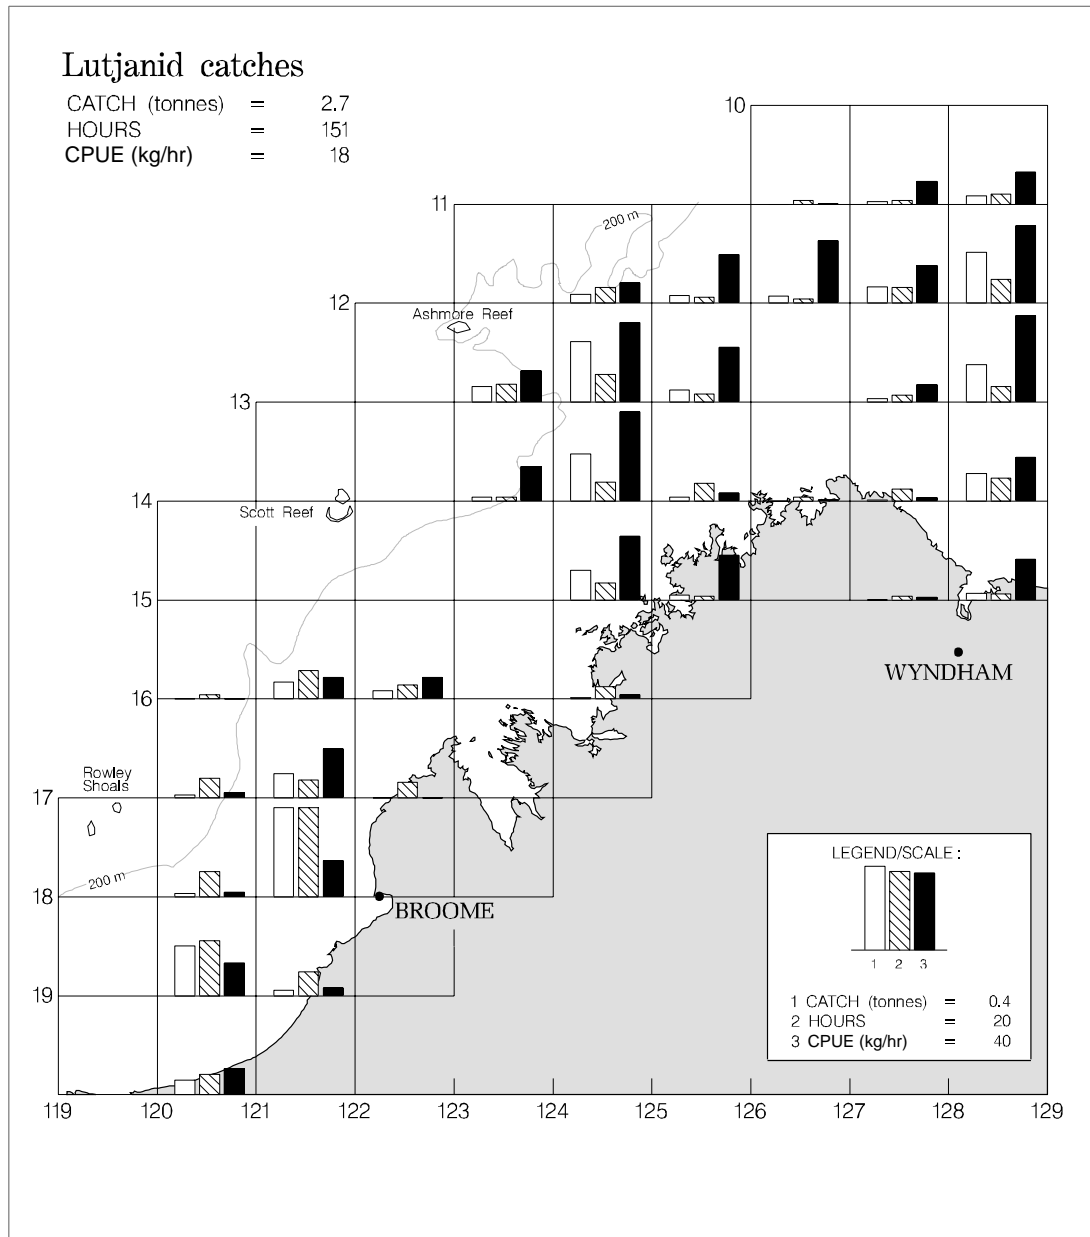 Lutjanid catches
CATCH (tonnes) = 2.7
HOURS = 151
CPUE (kg/hr) = 18
10
11
200 m
12
Ashmore Reef
13
14
Scott Reef
15
WYNDHAM
16
Rowley
Shoals
17
200 m
18
BROOME
19
LEGEND/SCALE :
1 2 3
1 CATCH (tonnes) = 0.4
2 HOURS = 20
3 CPUE (kg/hr) = 40
119 120 121 122 123 124 125 126 127 128 129